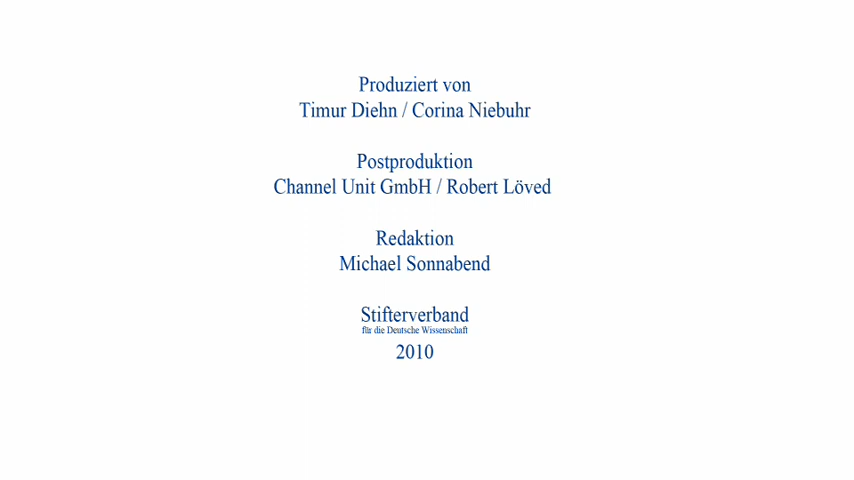 Produziert von
Timur Diehn / Corina Niebuhr
Postproduktion
Channel Unit GmbH / Robert Löved
Redaktion
Michael Sonnabend
Stifterverband
für die Deutsche Wissenschaft
2010